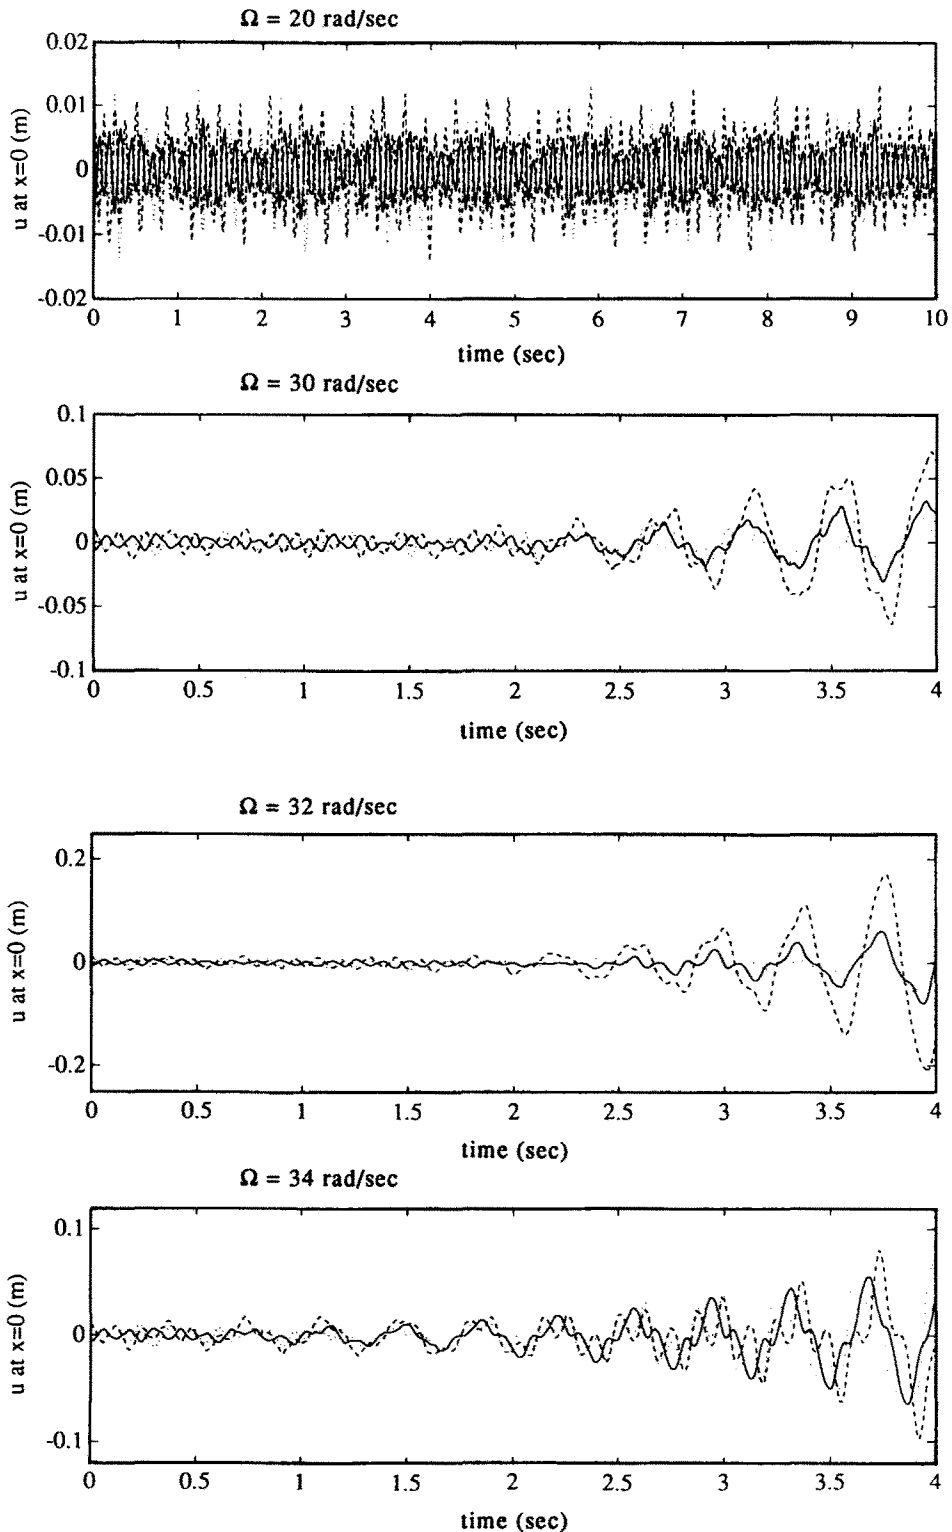 Ω = 20 rad/sec
0.02
0.01
0
-0.01
-0.02
u at x=0 (m)
0 1 2 3 4 5 6 7 8 9 10
time (sec)
Ω = 30 rad/sec
0.1
0.05
0
-0.05
-0.1
u at x=0 (m)
0 0.5 1 1.5 2 2.5 3 3.5 4
time (sec)
Ω = 32 rad/sec
0.2
0
-0.2
u at x=0 (m)
0 0.5 1 1.5 2 2.5 3 3.5 4
time (sec)
Ω = 34 rad/sec
0.1
0
-0.1
u at x=0 (m)
0 0.5 1 1.5 2 2.5 3 3.5 4
time (sec)